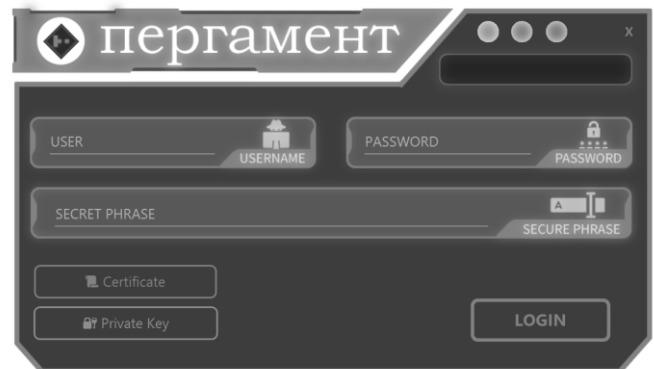 пергамент
X
USER
USERNAME
PASSWORD
PASSWORD
SECRET PHRASE
A
SECURE PHRASE
Certificate
Private Key
LOGIN